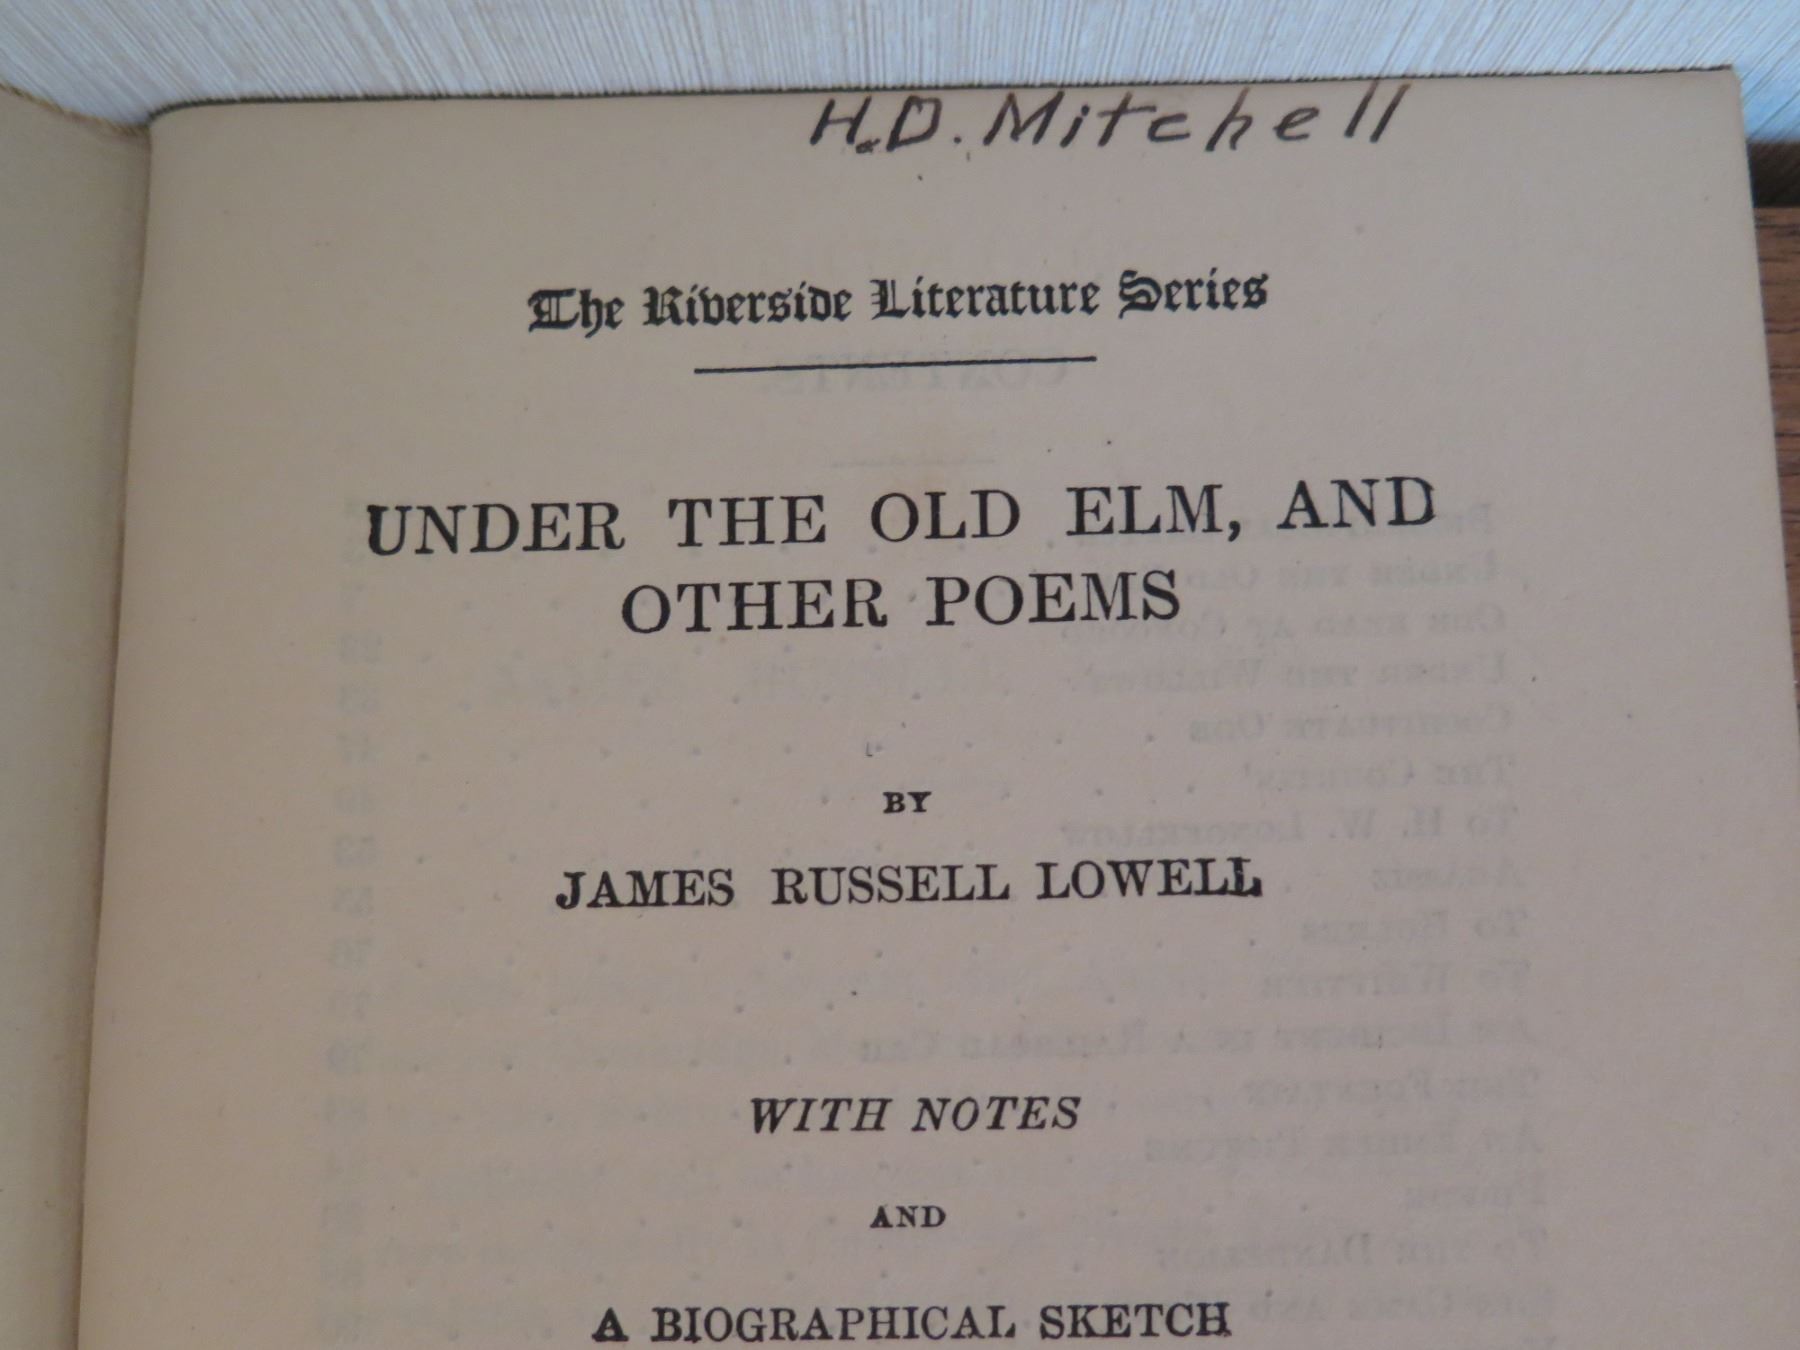 H.D. Mitchell
The Riverside Literature Series
UNDER THE OLD ELM, AND
OTHER POEMS
BY
JAMES RUSSELL LOWELL
WITH NOTES
AND
A BIOGRAPHICAL SKETCH